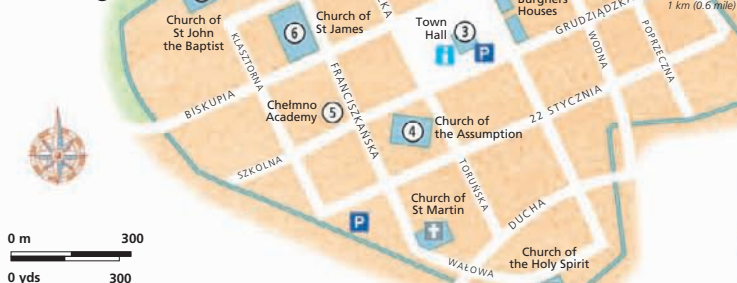 Burghers'
Houses
1 km (0.6 mile)
Church of
St John
the Baptist
6
Church of
St James
Town
Hall
3
P
GRUDZIĄDZKA
WODNA
POPRZECZNA
KLASZTORNA
BISKUPIA
FRANCISZKAŃSKA
Chełmno
Academy
5
4
Church of
the Assumption
22 STYCZNIA
SZKOLNA
TORUŃSKA
Church of
St Martin
DUCHA
P
WAŁOWA
Church of
the Holy Spirit
0 m 300
0 yds 300